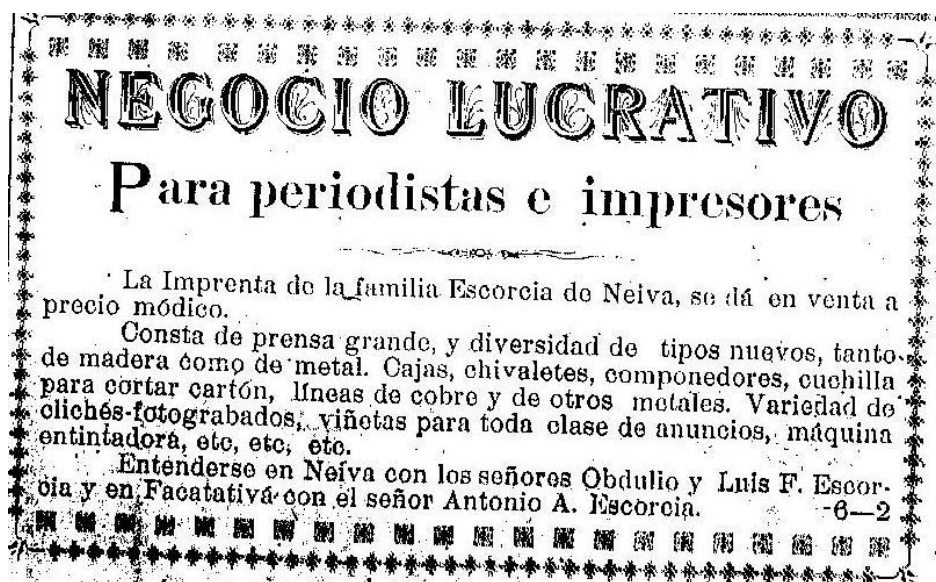 NEGOCIO LUCRATIVO
Para periodistas e impresores
La Imprenta de la familia Escorcia de Neiva, se dá en venta a
precio módico.
Consta de prensa grande, y diversidad de tipos nuevos, tanto
de madera como de metal. Cajas, chivaletes, componedores, cuchilla
para cortar cartón, líneas de cobre y de otros metales. Variedad de
clichés-fotograbados, viñetas para toda clase de anuncios, máquina
entintadora, etc, etc, etc.
Entenderse en Neiva con los señores Obdulio y Luis F. Escor-
cia y en Facatativá con el señor Antonio A. Escorcia. -6—2